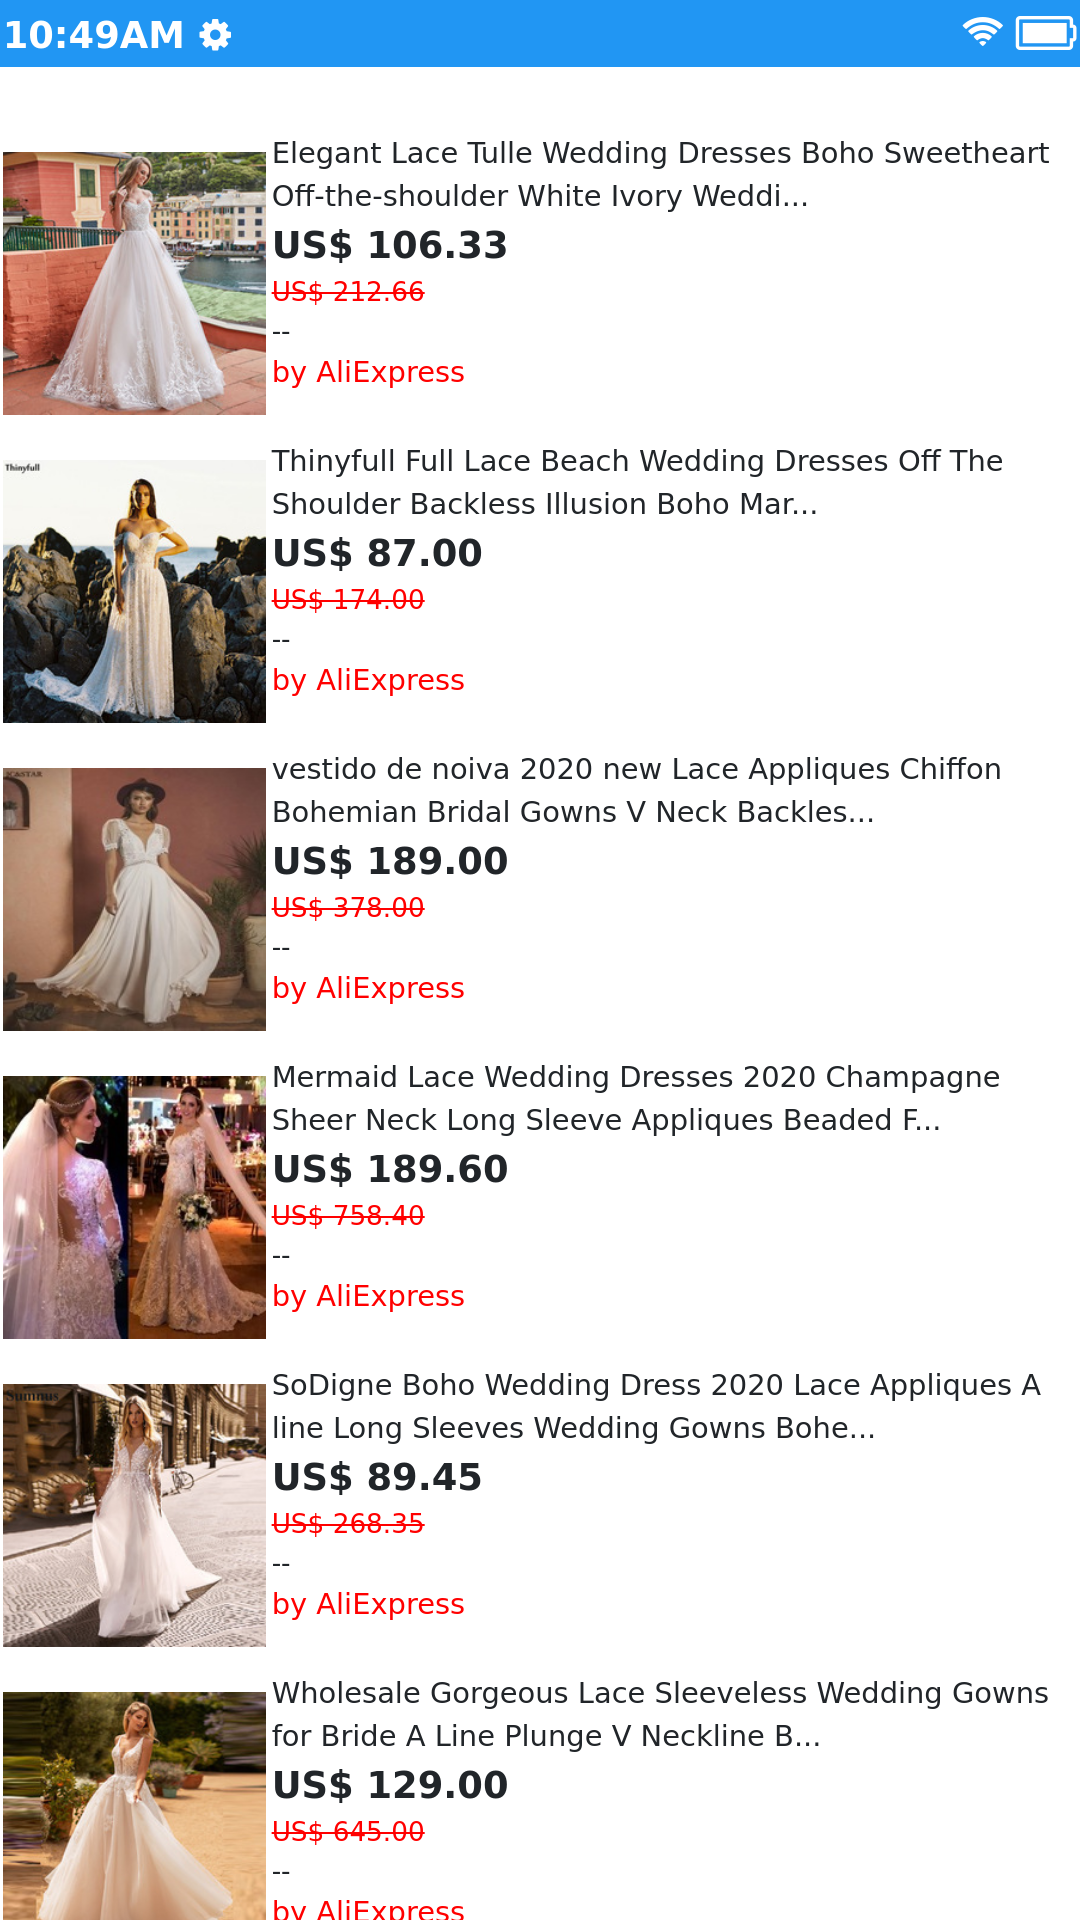 10:49AM
Elegant Lace Tulle Wedding Dresses Boho Sweetheart
Off-the-shoulder White Ivory Weddi...
US$ 106.33
US$ 212.66
--
by AliExpress
Thinyfull
Thinyfull Full Lace Beach Wedding Dresses Off The
Shoulder Backless Illusion Boho Mar...
US$ 87.00
US$ 174.00
--
by AliExpress
vestido de noiva 2020 new Lace Appliques Chiffon
Bohemian Bridal Gowns V Neck Backles...
US$ 189.00
US$ 378.00
--
by AliExpress
Mermaid Lace Wedding Dresses 2020 Champagne
Sheer Neck Long Sleeve Appliques Beaded F...
US$ 189.60
US$ 758.40
--
by AliExpress
Sumnus
SoDigne Boho Wedding Dress 2020 Lace Appliques A
line Long Sleeves Wedding Gowns Bohe...
US$ 89.45
US$ 268.35
--
by AliExpress
Wholesale Gorgeous Lace Sleeveless Wedding Gowns
for Bride A Line Plunge V Neckline B...
US$ 129.00
US$ 645.00
--
by AliExpress